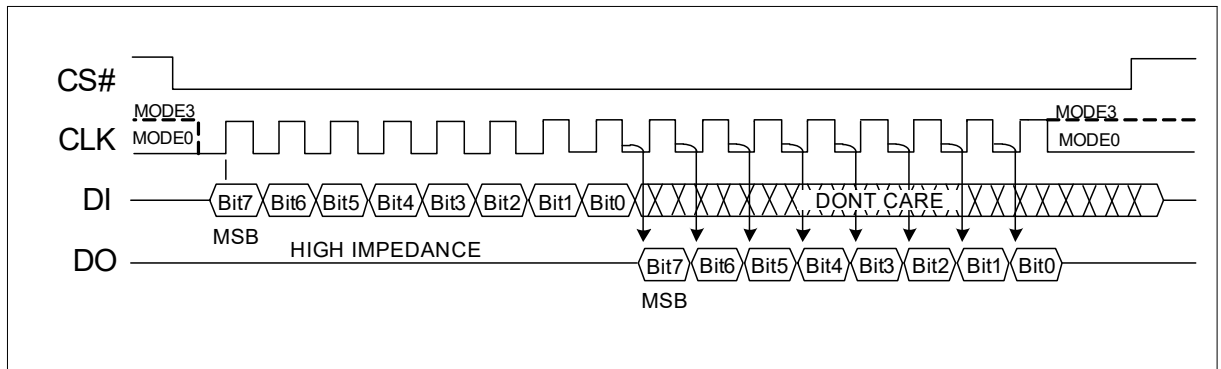 CS#
MODE3 MODE3
CLK MODE0 MODE0
DI Bit7 Bit6 Bit5 Bit4 Bit3 Bit2 Bit1 Bit0 DONT CARE
MSB
HIGH IMPEDANCE
DO Bit7 Bit6 Bit5 Bit4 Bit3 Bit2 Bit1 Bit0
MSB